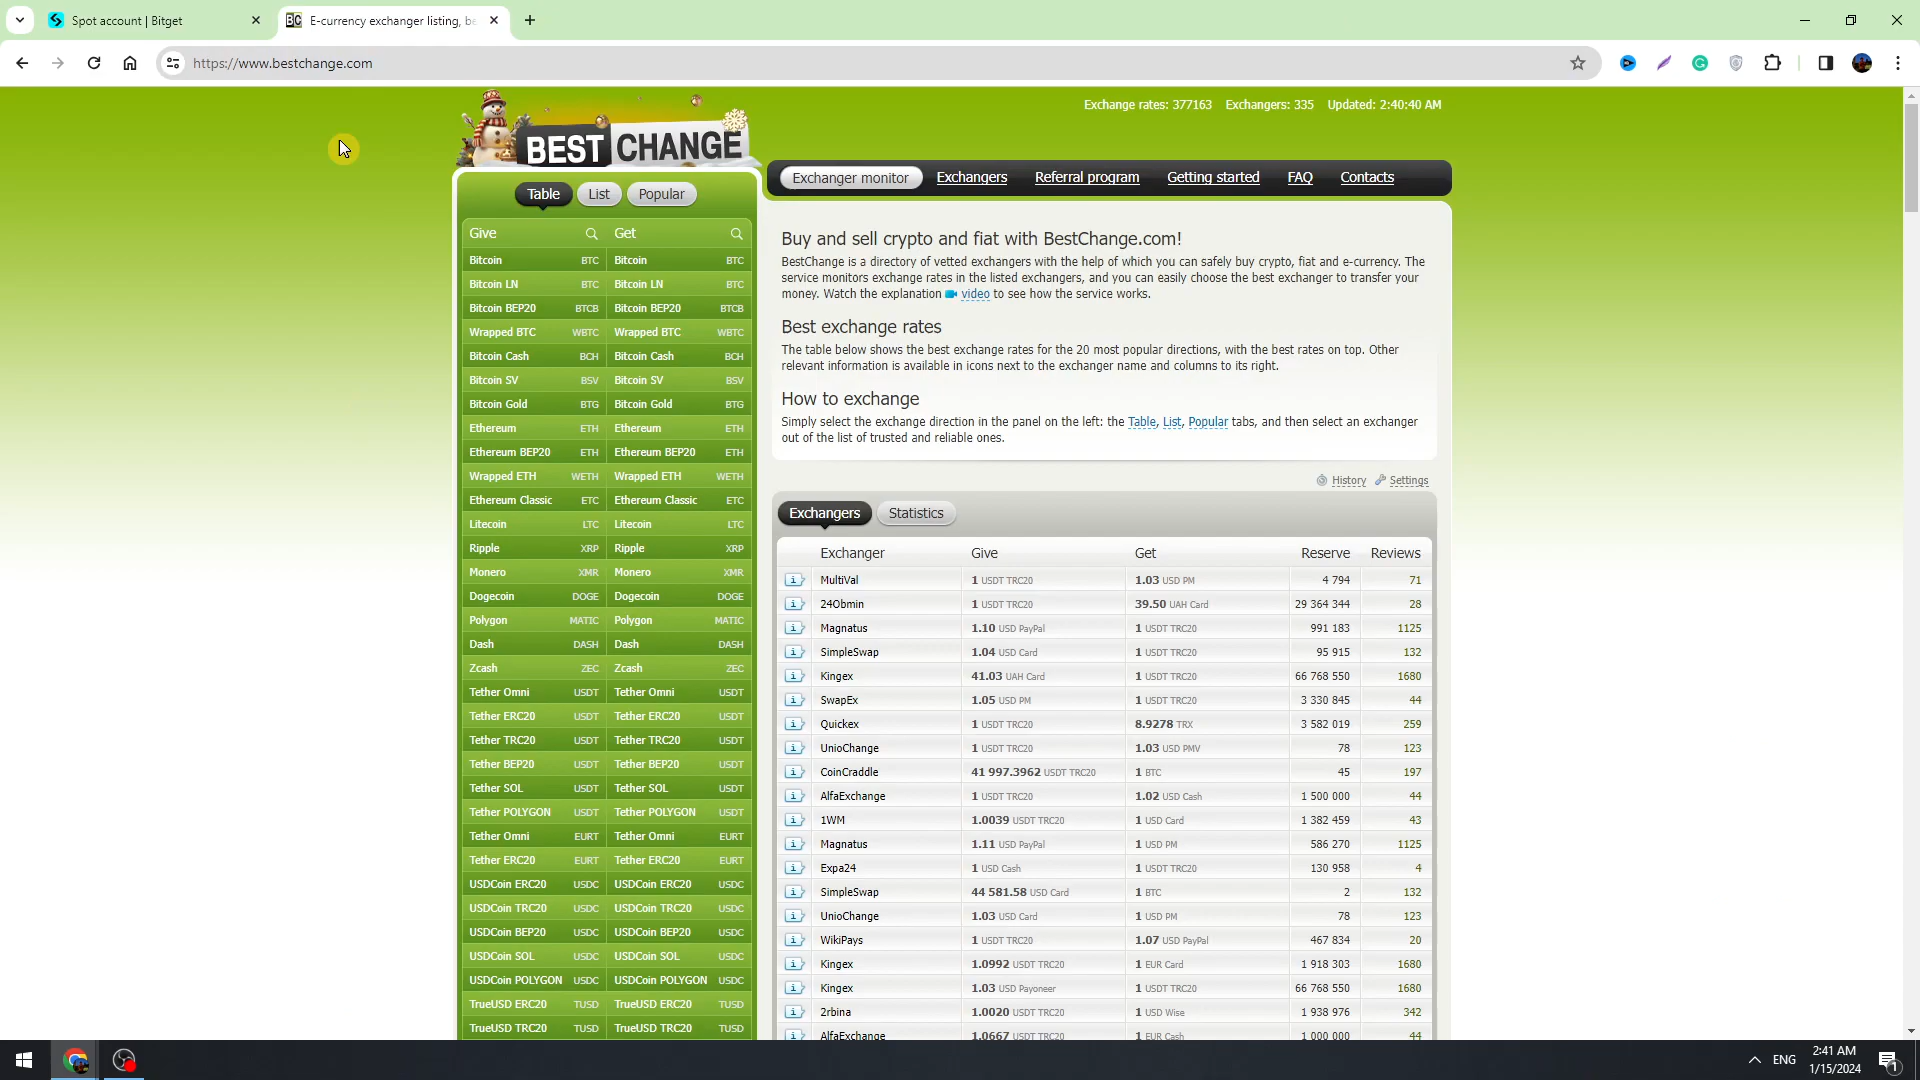 Spot account | Bitget
E-currency exchanger listing, be
https://www.bestchange.com
Exchange rates: 377163 Exchangers: 335 Updated: 2:40:40 AM
BEST CHANGE
Exchanger monitor Exchangers Referral program Getting started FAQ Contacts
Table List Popular
Give Get
Bitcoin BTC Bitcoin BTC
Bitcoin LN BTC Bitcoin LN BTC
Bitcoin BEP20 BTCB Bitcoin BEP20 BTCB
Wrapped BTC WBTC Wrapped BTC WBTC
Bitcoin Cash BCH Bitcoin Cash BCH
Bitcoin SV BSV Bitcoin SV BSV
Bitcoin Gold BTG Bitcoin Gold BTG
Ethereum ETH Ethereum ETH
Ethereum BEP20 ETH Ethereum BEP20 ETH
Wrapped ETH WETH Wrapped ETH WETH
Ethereum Classic ETC Ethereum Classic ETC
Litecoin LTC Litecoin LTC
Ripple XRP Ripple XRP
Monero XMR Monero XMR
Dogecoin DOGE Dogecoin DOGE
Polygon MATIC Polygon MATIC
Dash DASH Dash DASH
Zcash ZEC Zcash ZEC
Tether Omni USDT Tether Omni USDT
Tether ERC20 USDT Tether ERC20 USDT
Tether TRC20 USDT Tether TRC20 USDT
Tether BEP20 USDT Tether BEP20 USDT
Tether SOL USDT Tether SOL USDT
Tether POLYGON USDT Tether POLYGON USDT
Tether Omni EURT Tether Omni EURT
Tether ERC20 EURT Tether ERC20 EURT
USDCoin ERC20 USDC USDCoin ERC20 USDC
USDCoin TRC20 USDC USDCoin TRC20 USDC
USDCoin BEP20 USDC USDCoin BEP20 USDC
USDCoin SOL USDC USDCoin SOL USDC
USDCoin POLYGON USDC USDCoin POLYGON USDC
TrueUSD ERC20 TUSD TrueUSD ERC20 TUSD
TrueUSD TRC20 TUSD TrueUSD TRC20 TUSD
Buy and sell crypto and fiat with BestChange.com!
BestChange is a directory of vetted exchangers with the help of which you can safely buy crypto, fiat and e-currency. The
service monitors exchange rates in the listed exchangers, and you can easily choose the best exchanger to transfer your
money. Watch the explanation video to see how the service works.
Best exchange rates
The table below shows the best exchange rates for the 20 most popular directions, with the best rates on top. Other
relevant information is available in icons next to the exchanger name and columns to its right.
How to exchange
Simply select the exchange direction in the panel on the left: the Table, List, Popular tabs, and then select an exchanger
out of the list of trusted and reliable ones.
History Settings
Exchangers Statistics
Exchanger Give Get Reserve Reviews
MultiVal 1 USDT TRC20 1.03 USD PM 4 794 71
24Obmin 1 USDT TRC20 39.50 UAH Card 29 364 344 28
Magnatus 1.10 USD PayPal 1 USDT TRC20 991 183 1125
SimpleSwap 1.04 USD Card 1 USDT TRC20 95 915 132
Kingex 41.03 UAH Card 1 USDT TRC20 66 768 550 1680
SwapEx 1.05 USD PM 1 USDT TRC20 3 330 845 44
Quickex 1 USDT TRC20 8.9278 TRX 3 582 019 259
UnioChange 1 USDT TRC20 1.03 USD PMV 78 123
CoinCraddle 41 997.3962 USDT TRC20 1 BTC 45 197
AlfaExchange 1 USDT TRC20 1.02 USD Cash 1 500 000 44
1WM 1.0039 USDT TRC20 1 USD Card 1 382 459 43
Magnatus 1.11 USD PayPal 1 USD PM 586 270 1125
Expa24 1 USD Cash 1 USDT TRC20 130 958 4
SimpleSwap 44 581.58 USD Card 1 BTC 2 132
UnioChange 1.03 USD Card 1 USD PM 78 123
WikiPays 1 USDT TRC20 1.07 USD PayPal 467 834 20
Kingex 1.0992 USDT TRC20 1 EUR Card 1 918 303 1680
Kingex 1.03 USD Payoneer 1 USDT TRC20 66 768 550 1680
2rbina 1.0020 USDT TRC20 1 USD Wise 1 938 976 342
AlfaExchange 1.0667 USDT TRC20 1 EUR Cash 1 000 000 44
ENG
2:41 AM
1/15/2024
1